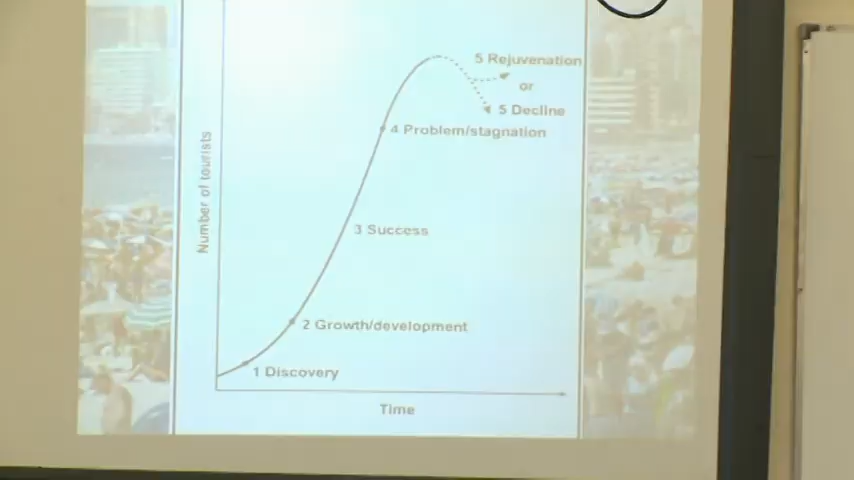 5 Rejuvenation
or
5 Decline
4 Problem/stagnation
Number of tourists
3 Success
2 Growth/development
1 Discovery
Time